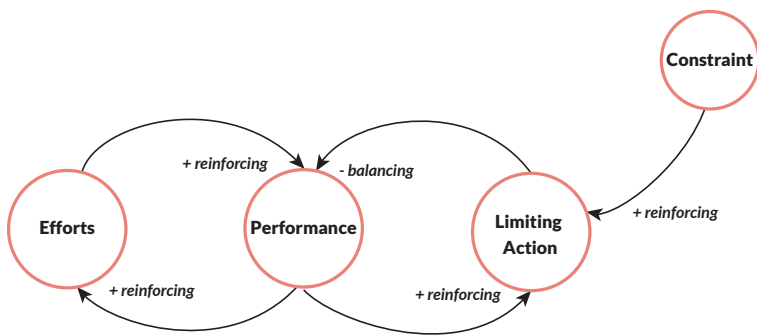 Constraint
+ reinforcing
- balancing
+ reinforcing
Efforts
Performance
Limiting
Action
+ reinforcing
+ reinforcing